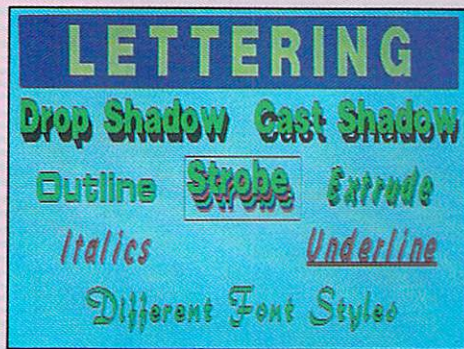 LETTERING
Drop Shadow Cast Shadow
Outline Strobe Extrude
Italics Underline
Different Font Styles